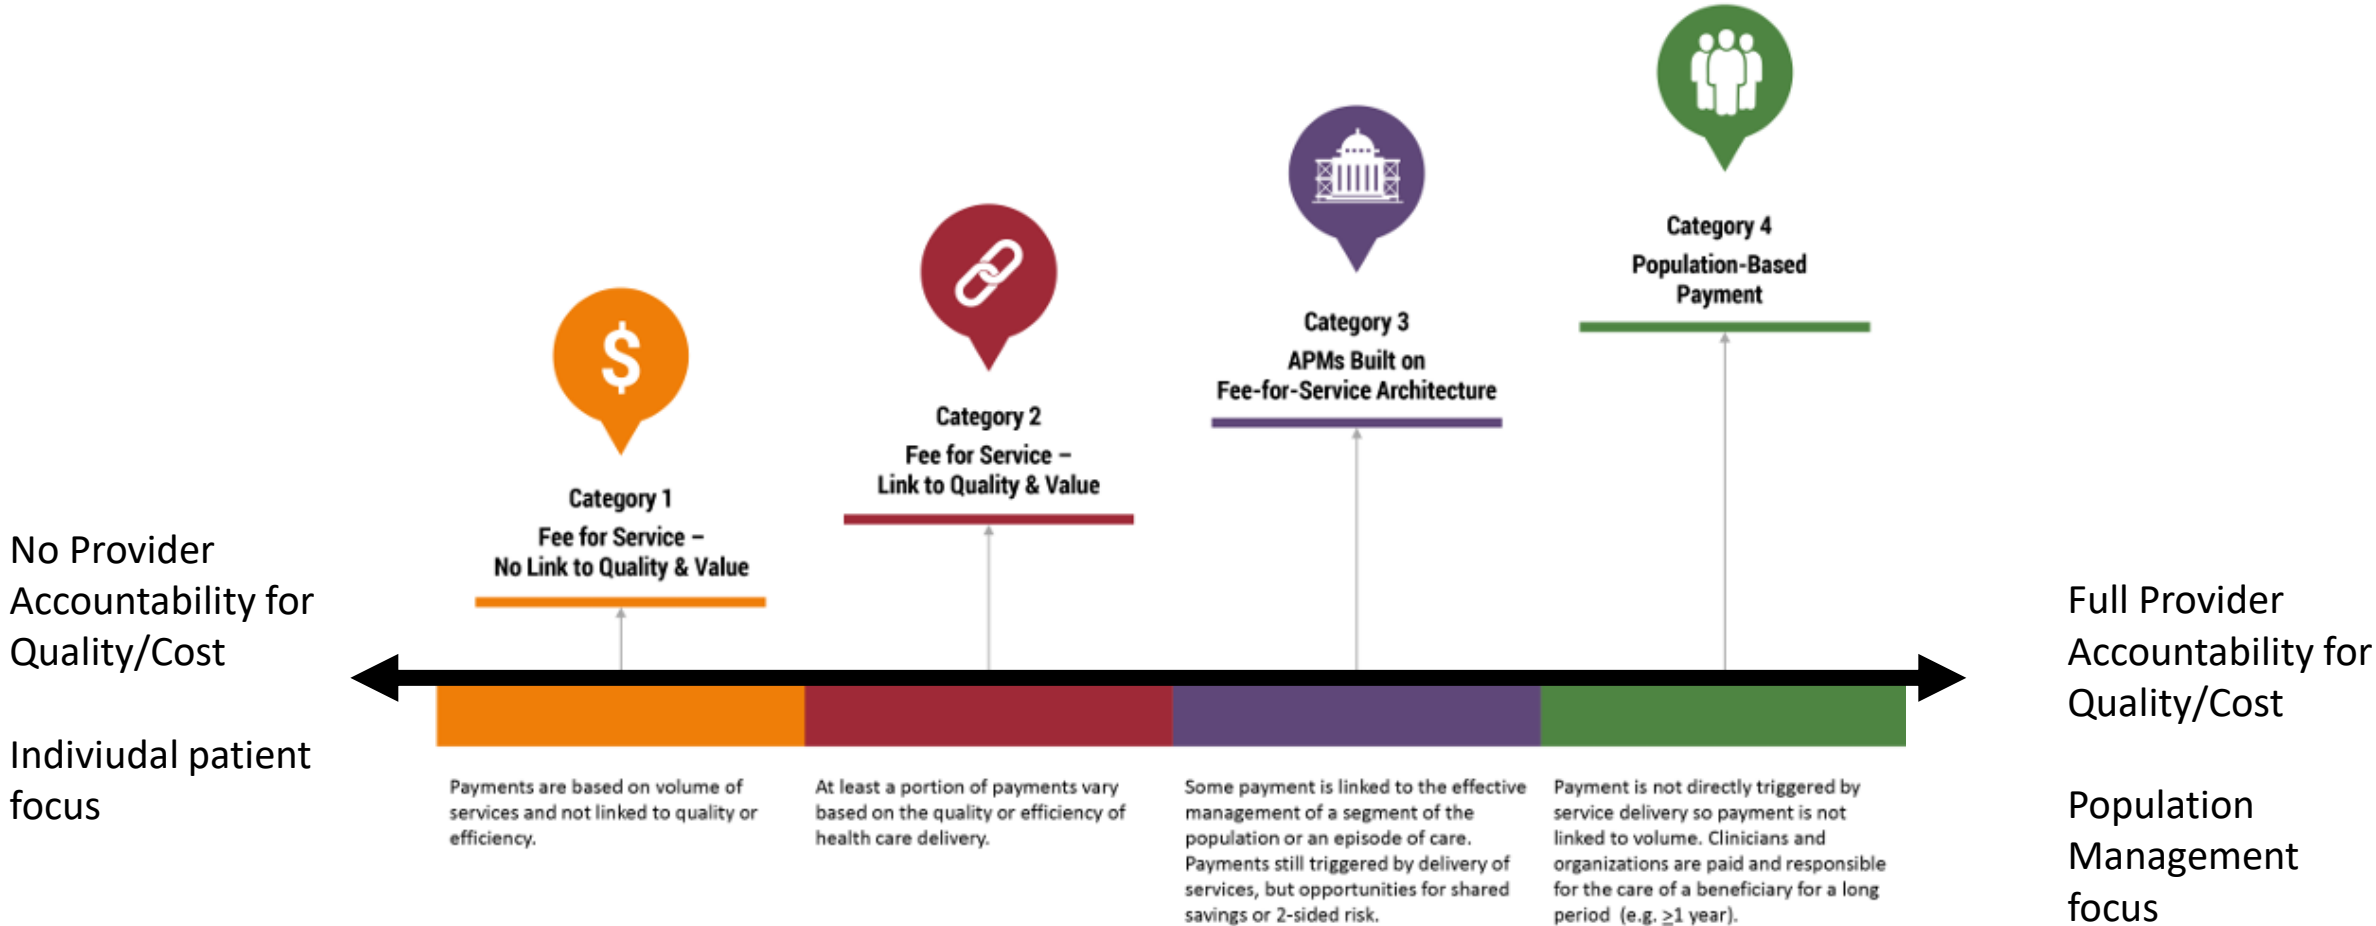 No Provider
Accountability for
Quality/Cost
Indiviudal patient
focus
$
Category 1
Fee for Service –
No Link to Quality & Value
Category 2
Fee for Service –
Link to Quality & Value
Category 3
APMs Built on
Fee-for-Service Architecture
Category 4
Population-Based
Payment
Full Provider
Accountability for
Quality/Cost
Population
Management
focus
Payments are based on volume of
services and not linked to quality or
efficiency.
At least a portion of payments vary
based on the quality or efficiency of
health care delivery.
Some payment is linked to the effective
management of a segment of the
population or an episode of care.
Payments still triggered by delivery of
services, but opportunities for shared
savings or 2-sided risk.
Payment is not directly triggered by
service delivery so payment is not
linked to volume. Clinicians and
organizations are paid and responsible
for the care of a beneficiary for a long
period (e.g. ≥1 year).